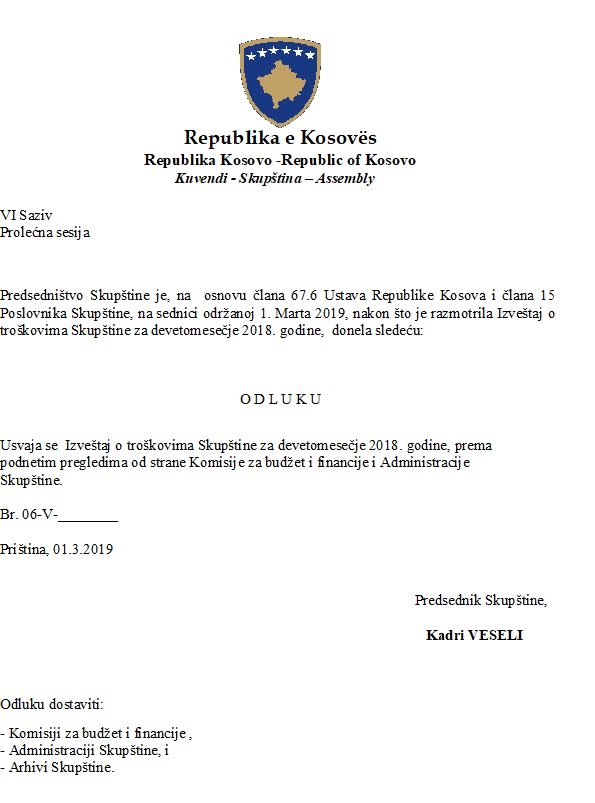 Republika e Kosovës
Republika Kosovo -Republic of Kosovo
Kuvendi - Skupština – Assembly
VI Saziv
Prolećna sesija
Predsedništvo Skupštine je, na osnovu člana 67.6 Ustava Republike Kosova i člana 15
Poslovnika Skupštine, na sednici održanoj 1. Marta 2019, nakon što je razmotrila Izveštaj o
troškovima Skupštine za devetomesečje 2018. godine, donela sledeću:
O D L U K U
Usvaja se Izveštaj o troškovima Skupštine za devetomesečje 2018. godine, prema
podnetim pregledima od strane Komisije za budžet i financije i Administracije
Skupštine.
Br. 06-V-________
Priština, 01.3.2019
Predsednik Skupštine,
Kadri VESELI
Odluku dostaviti:
- Komisiji za budžet i financije ,
- Administraciji Skupštine, i
- Arhivi Skupštine.